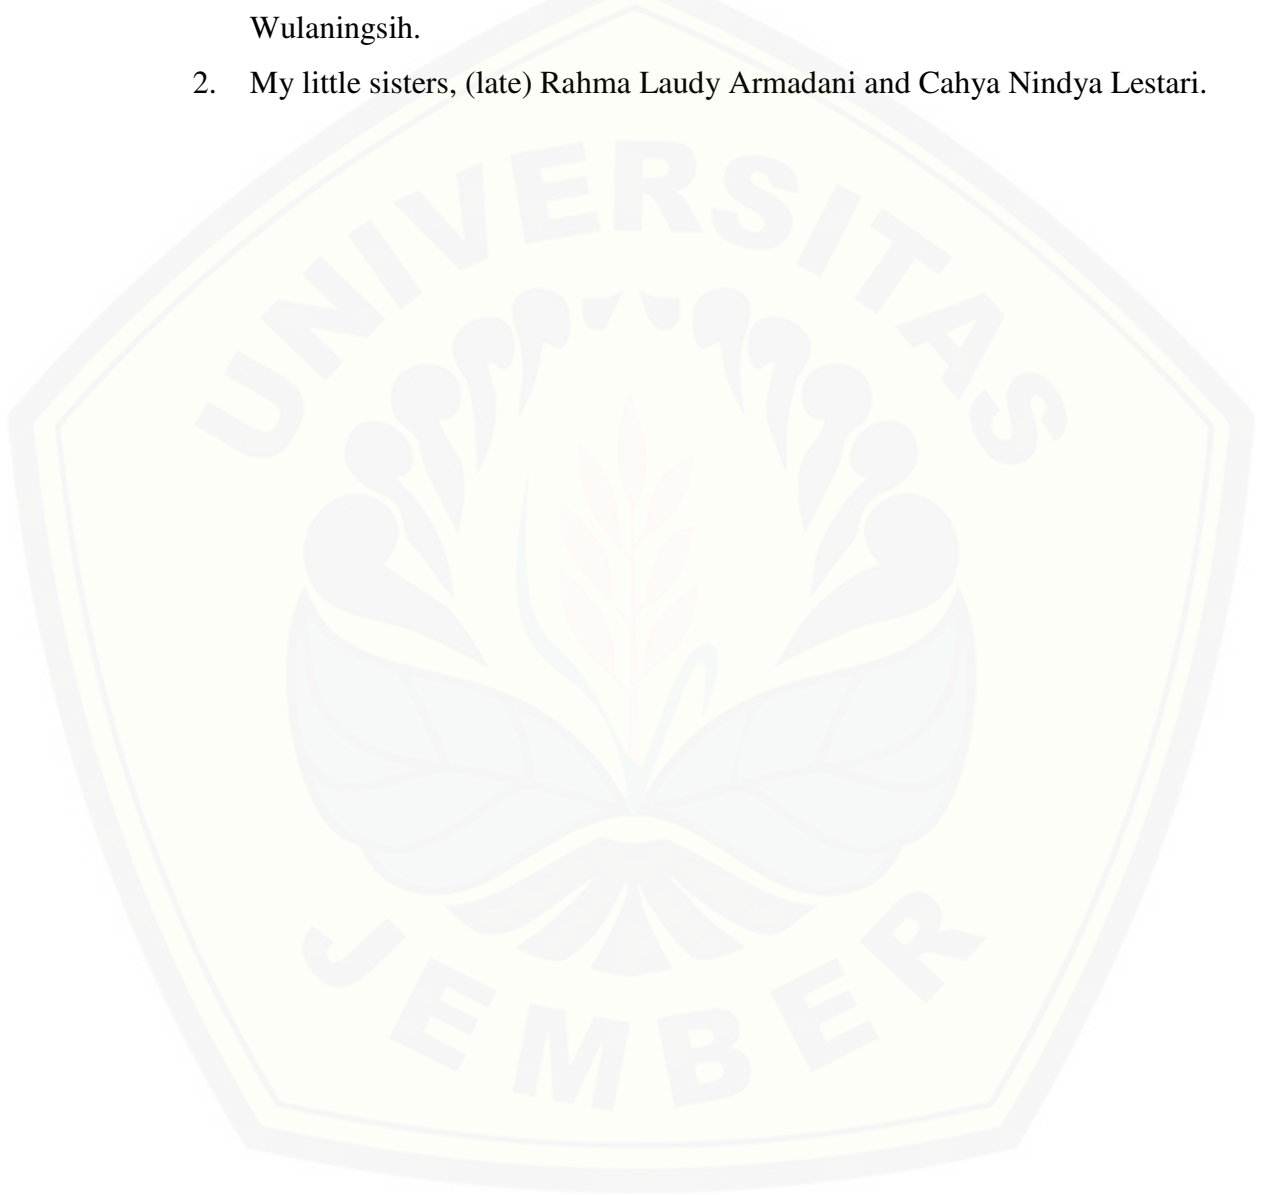 Wulaningsih.
2. My little sisters, (late) Rahma Laudy Armadani and Cahya Nindya Lestari.
UNIVERSITAS
JEMBER